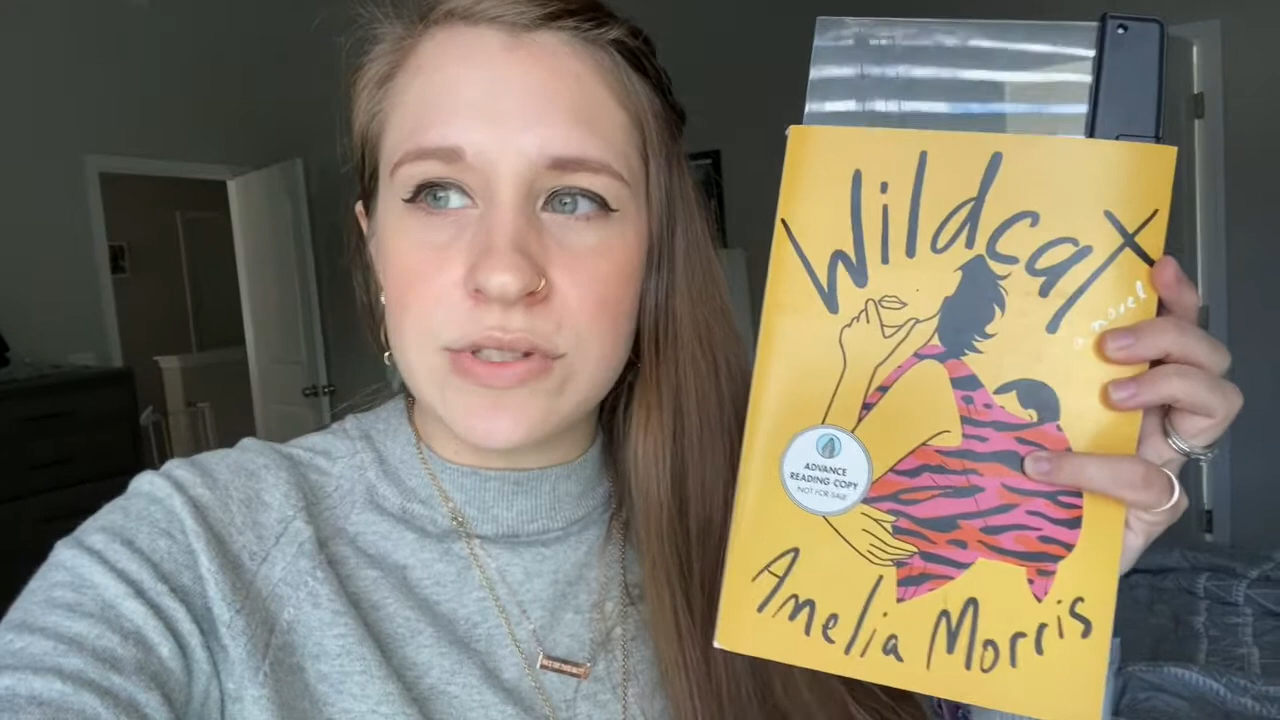 Wildcat
a novel
ADVANCE
READING COPY
NOT FOR SALE
Amelia Morris